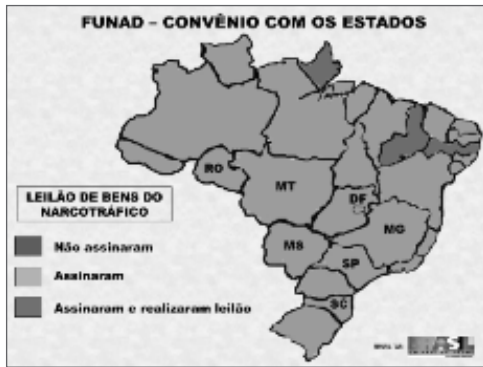 FUNAD – CONVÊNIO COM OS ESTADOS
RO
MT
DF
MG
MS
SP
SC
LEILÃO DE BENS DO
NARCOTRÁFICO
Não assinaram
Assinaram
Assinaram e realizaram leilão